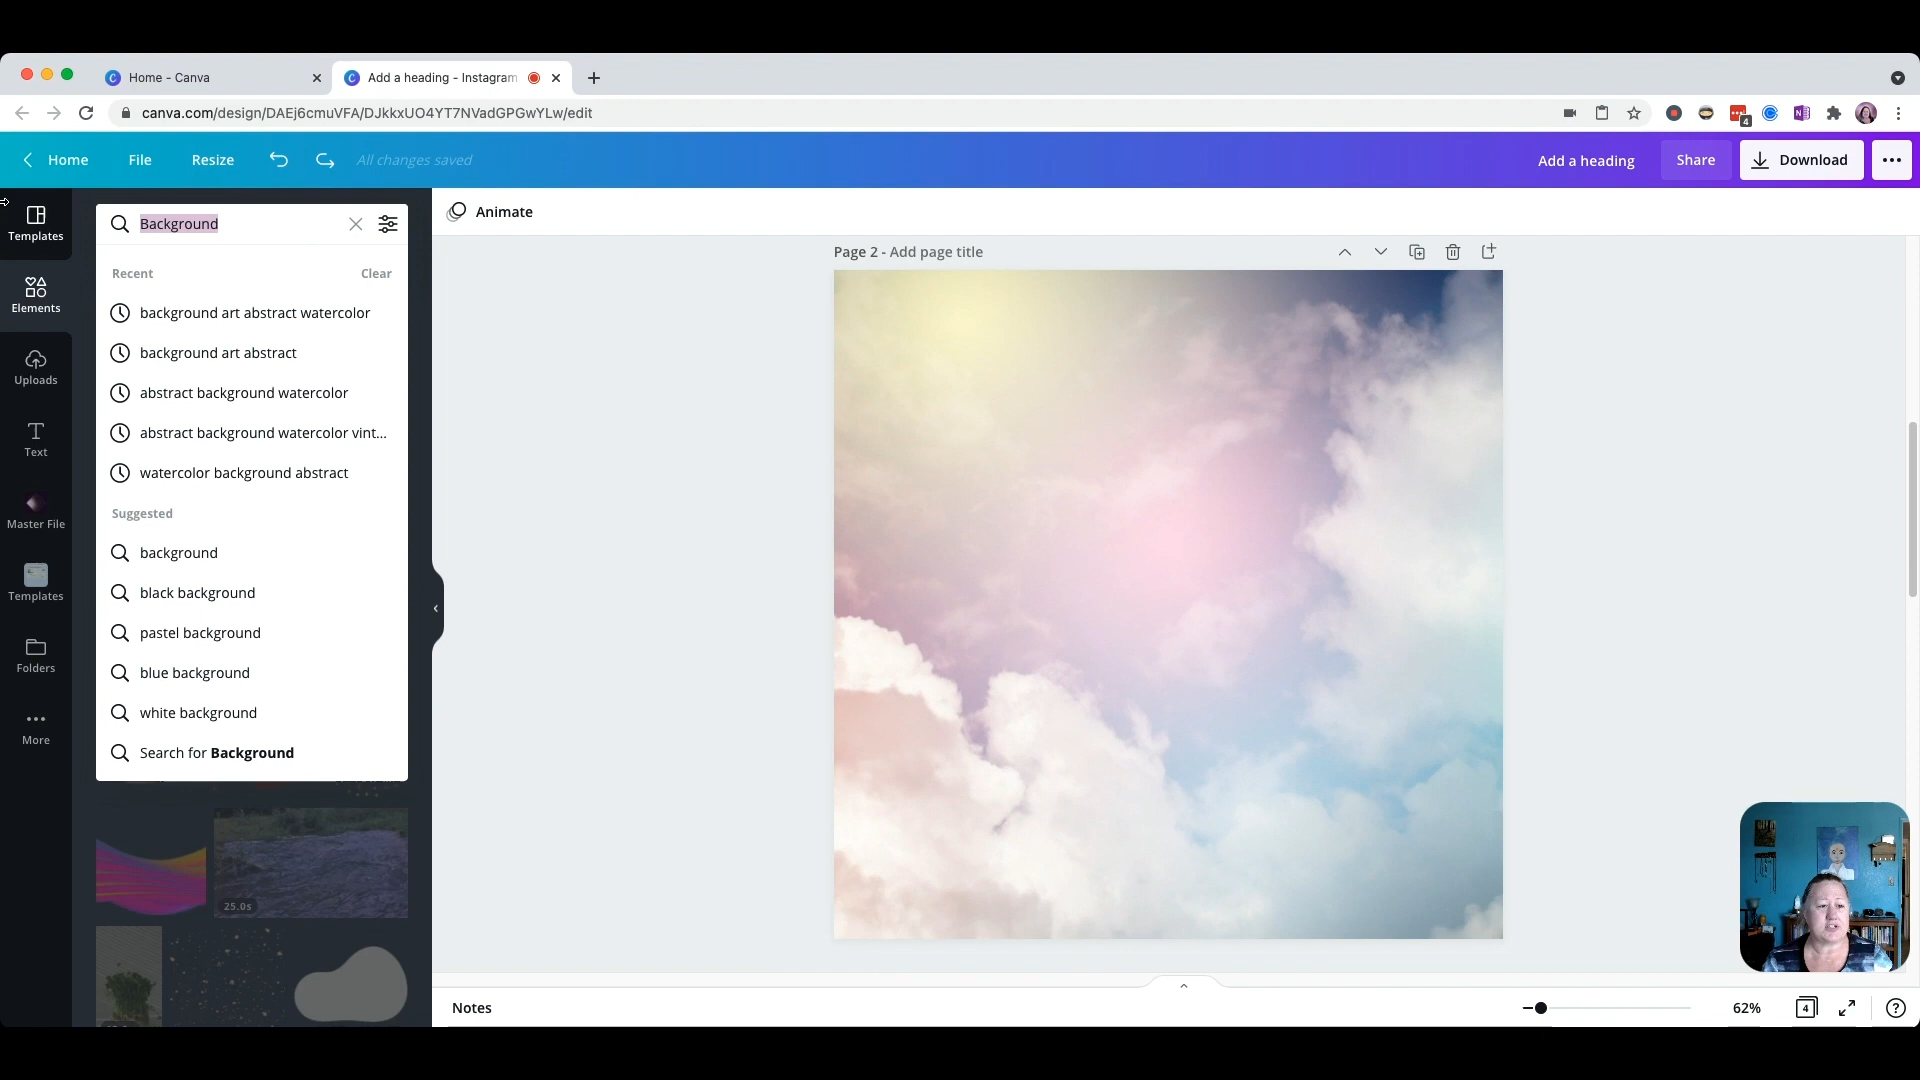 Home - Canva
Add a heading - Instagram
canva.com/design/DAEj6cmuVFA/DJkkxUO4YT7NVadGPGwYLw/edit
4
Home
File
Resize
All changes saved
Add a heading
Share
Download
Templates
Elements
Uploads
Text
Master File
Templates
Folders
More
Background
Recent
Clear
background art abstract watercolor
background art abstract
abstract background watercolor
abstract background watercolor vint...
watercolor background abstract
Suggested
background
black background
pastel background
blue background
white background
Search for Background
25.0s
Animate
Page 2 - Add page title
Notes
62%
4